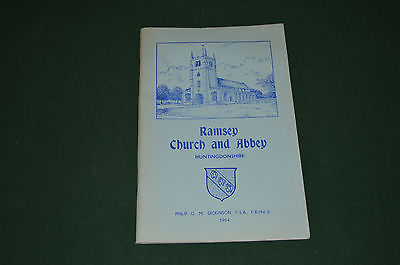 Ramsey
Church and Abbey
HUNTINGDONSHIRE
PHILIP G. M. DICKINSON, F.S.A., F.R.Hist.S.
1964